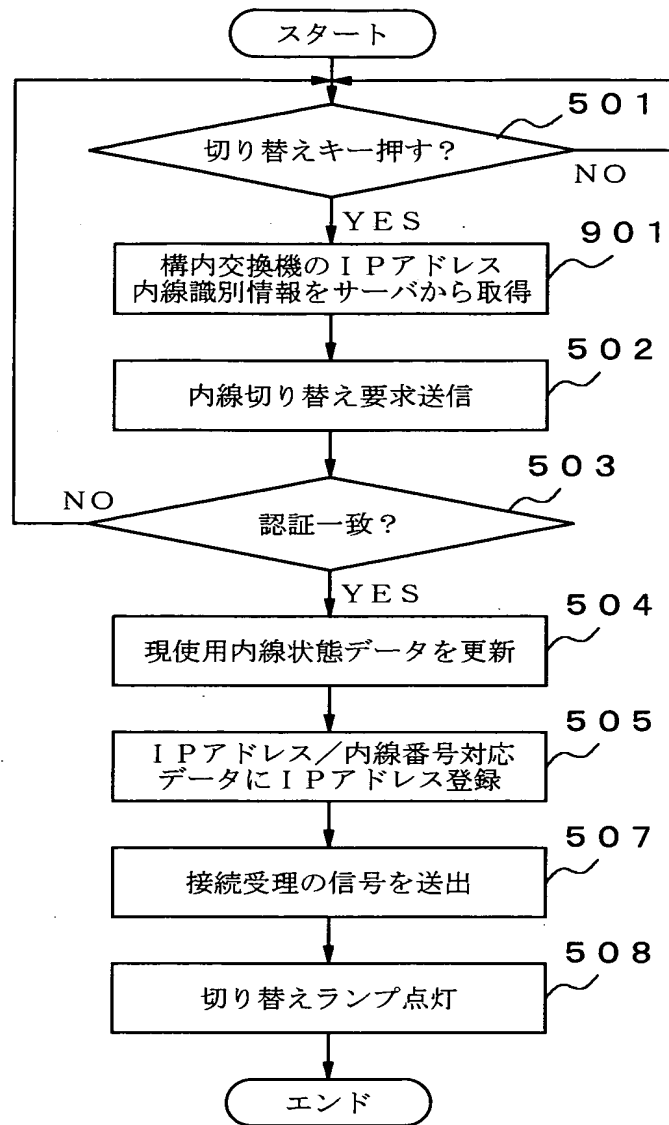 スタート
501
切り替えキー押す?
NO
YES
901
構内交換機のIPアドレス
内線識別情報をサーバから取得
502
内線切り替え要求送信
503
NO
認証一致?
YES
504
現使用内線状態データを更新
505
IPアドレス/内線番号対応
データにIPアドレス登録
507
接続受理の信号を送出
508
切り替えランプ点灯
エンド